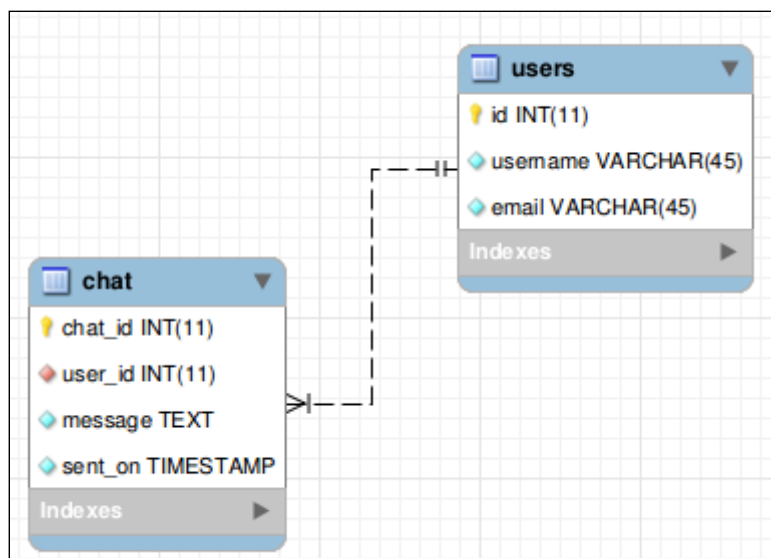 users
id INT(11)
username VARCHAR(45)
email VARCHAR(45)
Indexes
chat
chat_id INT(11)
user_id INT(11)
message TEXT
sent_on TIMESTAMP
Indexes